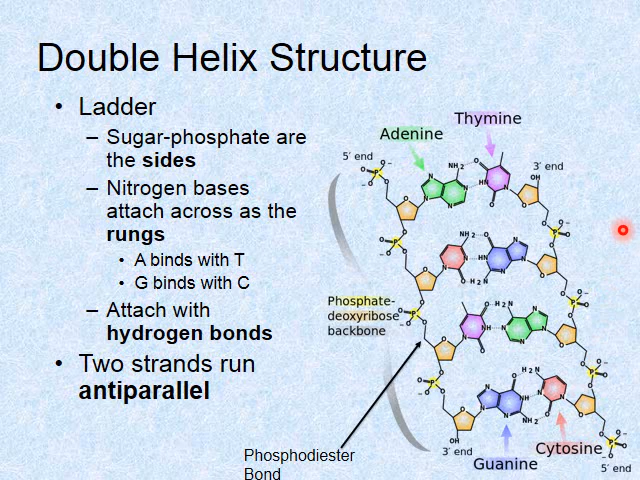 Double Helix Structure
• Ladder
– Sugar-phosphate are
the sides
– Nitrogen bases
attach across as the
rungs
• A binds with T
• G binds with C
– Attach with
hydrogen bonds
• Two strands run
antiparallel
Thymine
Adenine
5′ end
3′ end
Phosphate-
deoxyribose
backbone
Phosphodiester
Bond
3′ end
Guanine
Cytosine
5′ end